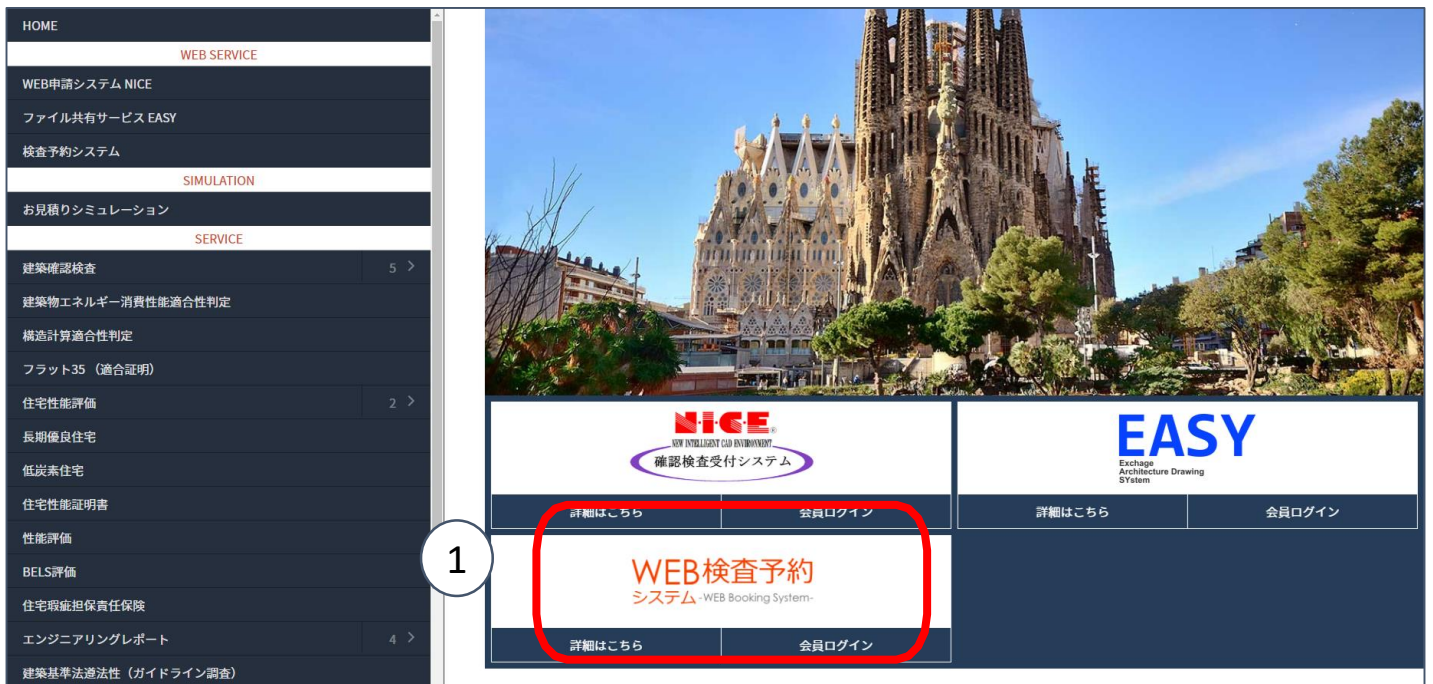 HOME
WEB SERVICE
WEB申請システム NICE
ファイル共有サービス EASY
検査予約システム
SIMULATION
お見積りシミュレーション
SERVICE
建築確認検査 5 >
建築物エネルギー消費性能適合性判定
構造計算適合性判定
フラット35 （適合証明）
住宅性能評価 2 >
長期優良住宅
低炭素住宅
住宅性能証明書
性能評価
BELS評価
住宅瑕疵担保責任保険
エンジニアリングレポート 4 >
建築基準法遵法性（ガイドライン調査）
N·I·C·E®
NEW INTELLIGENT CAD ENVIRONMENT
確認検査受付システム
詳細はこちら 会員ログイン
EASY
Exchage
Architecture Drawing
SYstem
詳細はこちら 会員ログイン
1
WEB検査予約
システム -WEB Booking System-
詳細はこちら 会員ログイン